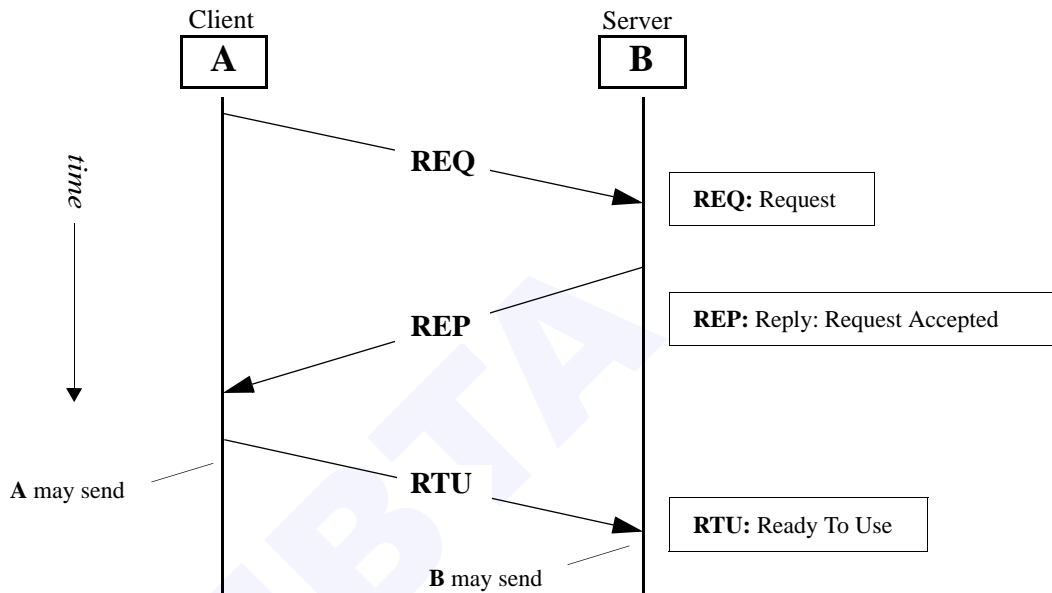 Client
Server
A
B
time
REQ
REQ: Request
REP
REP: Reply: Request Accepted
RTU
A may send
RTU: Ready To Use
B may send